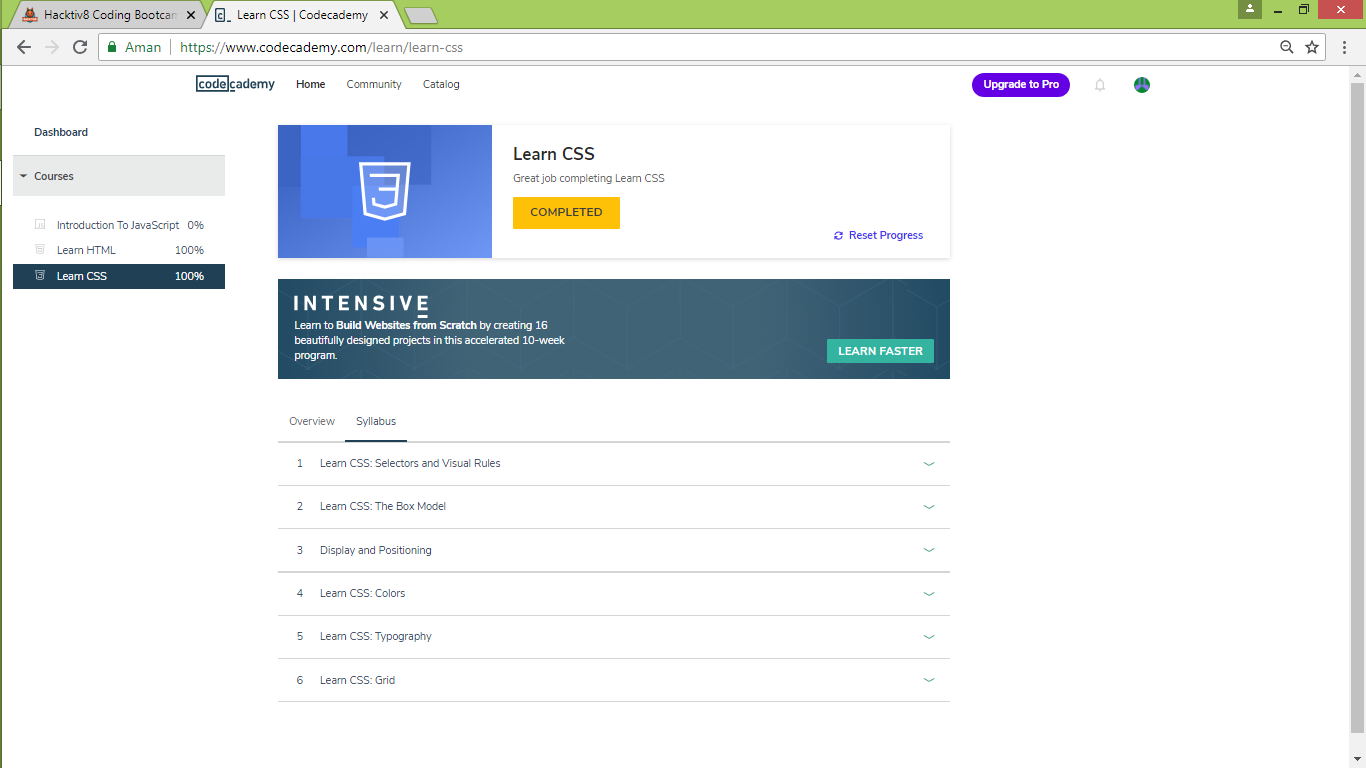 Hacktiv8 Coding Bootcam
Learn CSS | Codecademy
Aman
https://www.codecademy.com/learn/learn-css
codecademy
Home
Community
Catalog
Upgrade to Pro
Dashboard
Courses
Introduction To JavaScript 0%
Learn HTML 100%
Learn CSS 100%
Learn CSS
Great job completing Learn CSS
COMPLETED
Reset Progress
INTENSIVE
Learn to Build Websites from Scratch by creating 16
beautifully designed projects in this accelerated 10-week
program.
LEARN FASTER
Overview
Syllabus
1 Learn CSS: Selectors and Visual Rules
2 Learn CSS: The Box Model
3 Display and Positioning
4 Learn CSS: Colors
5 Learn CSS: Typography
6 Learn CSS: Grid